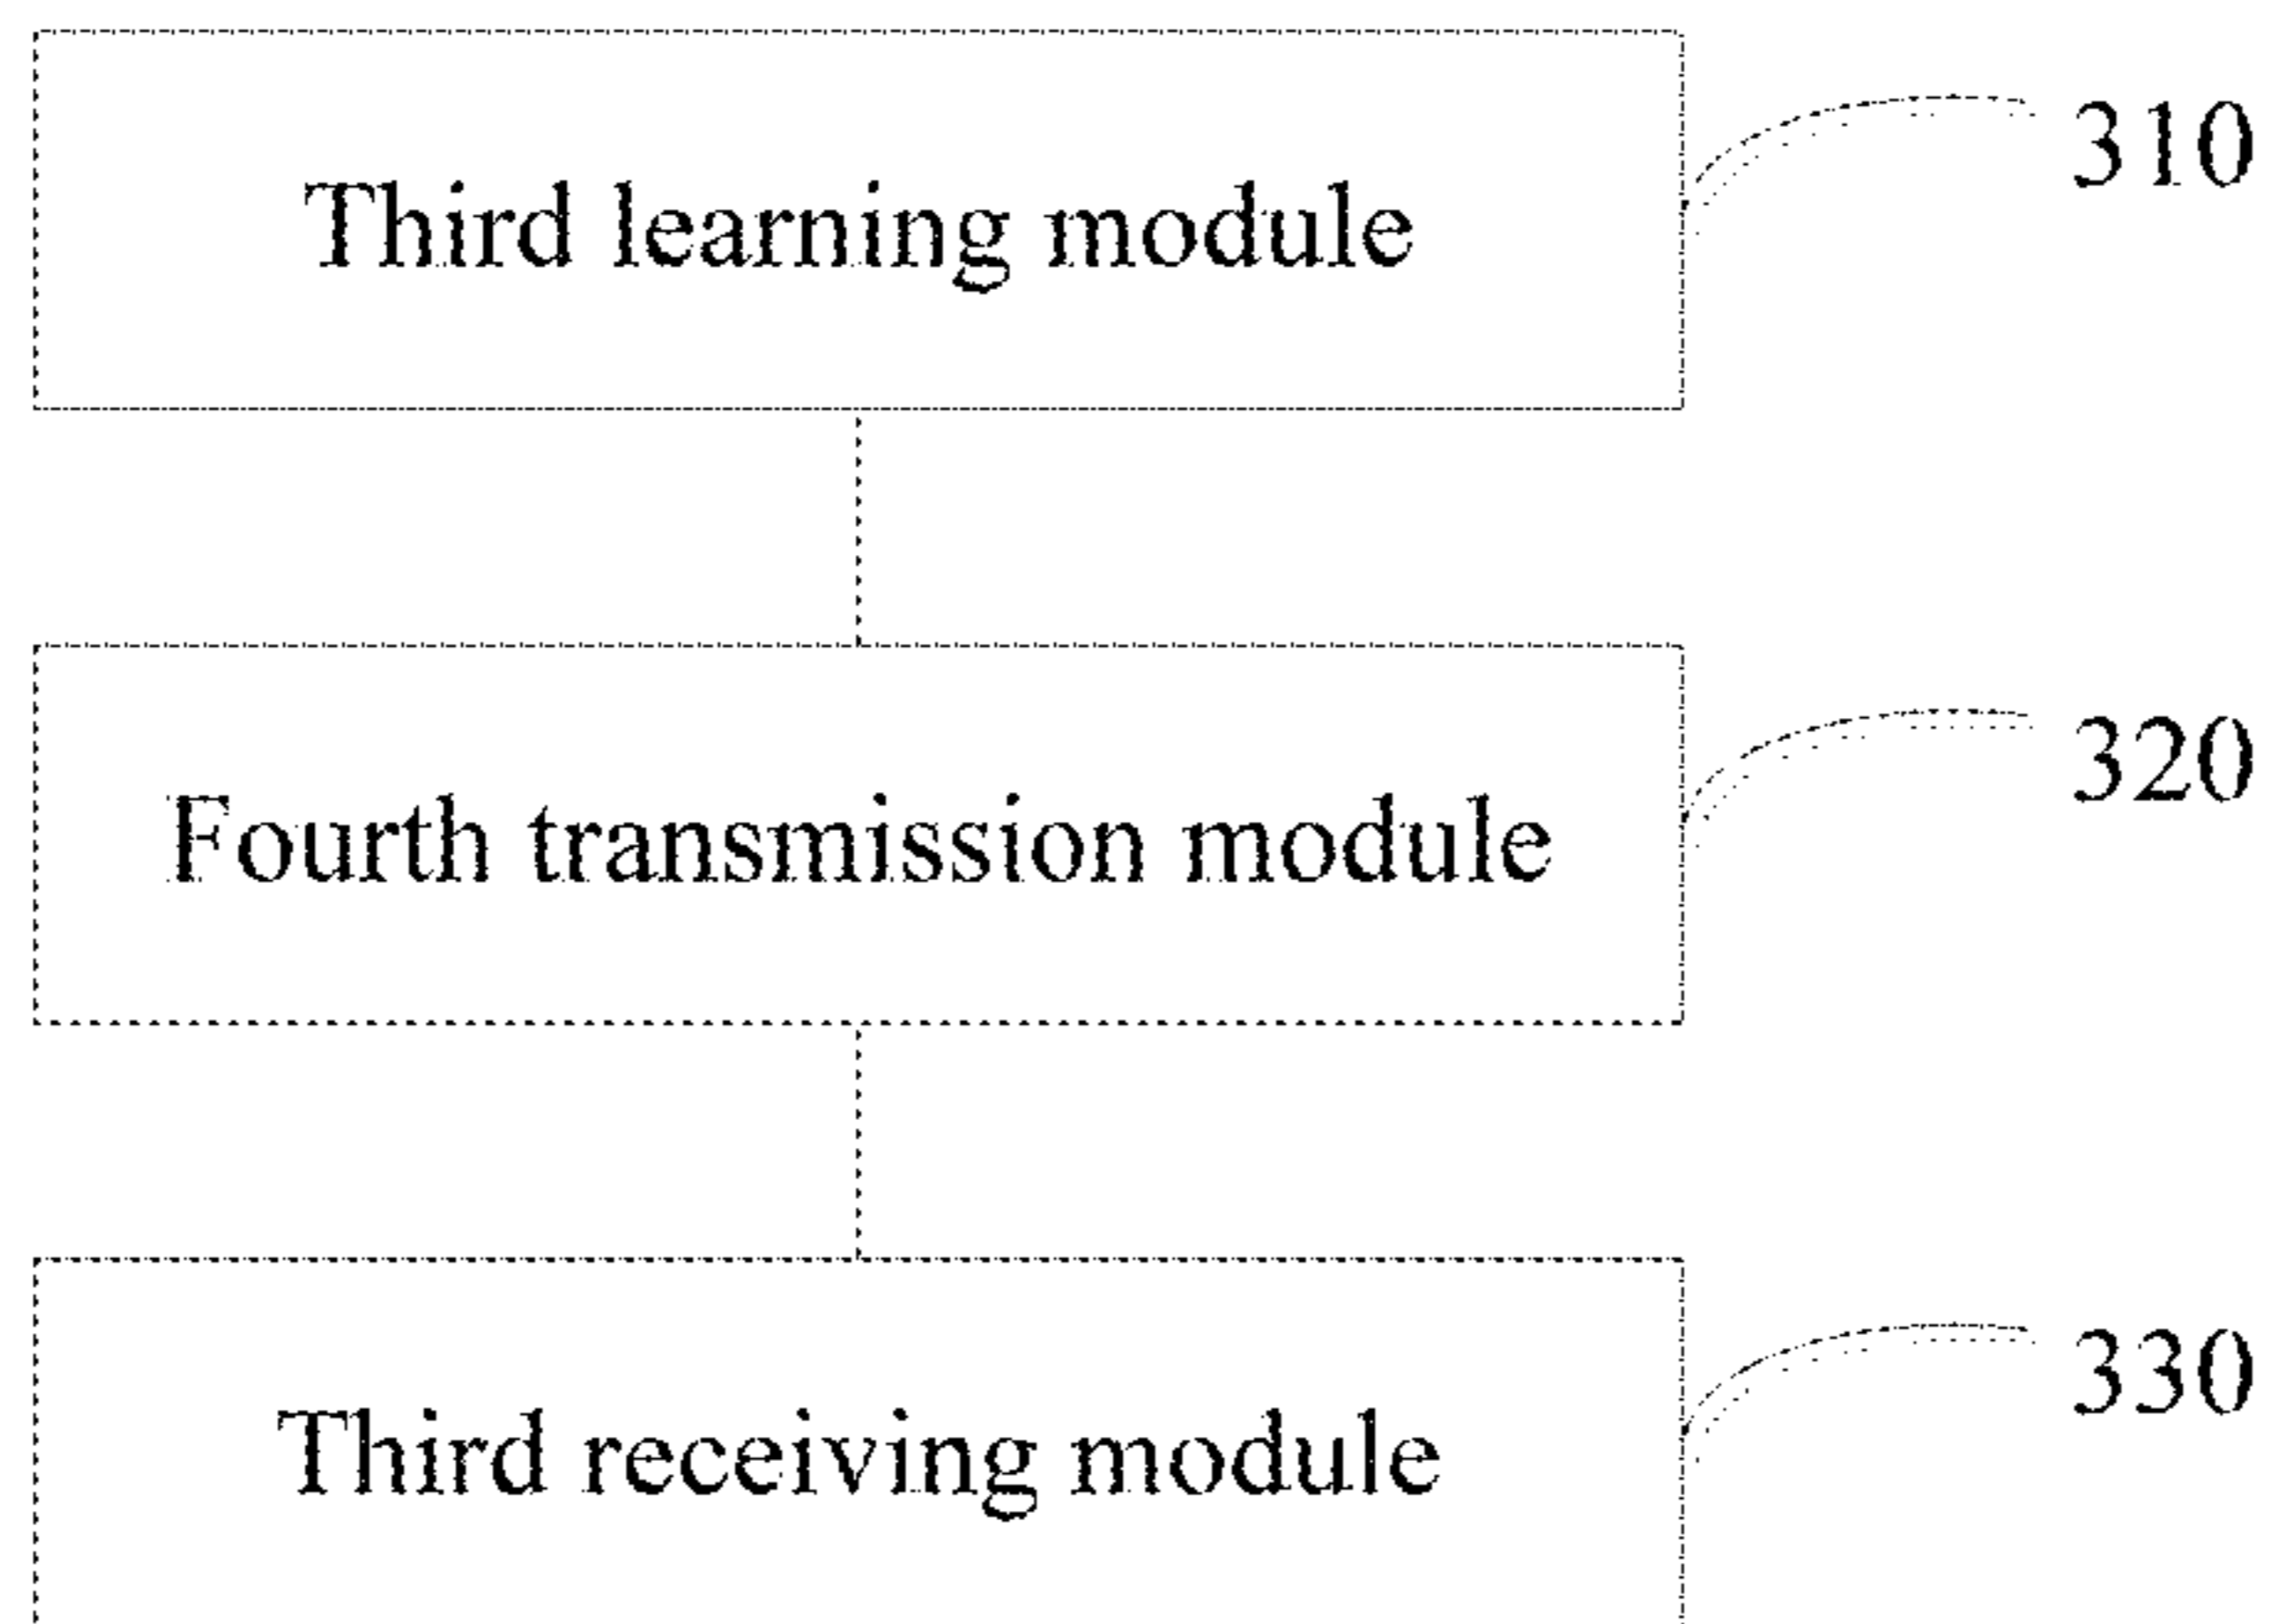 310
Third learning module
320
Fourth transmission module
330
Third receiving module